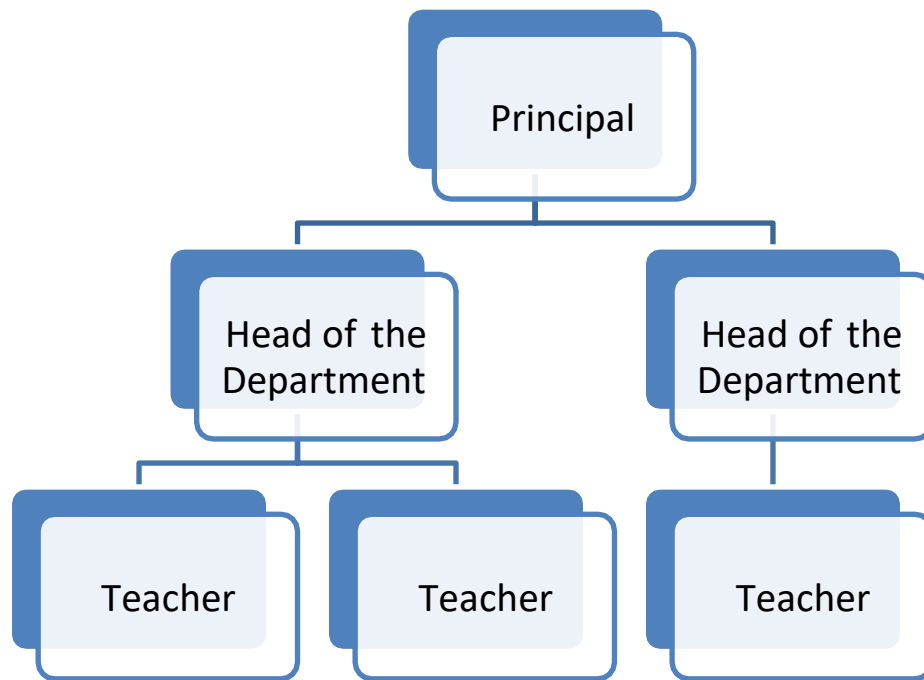 Principal
Head of the
Department
Head of the
Department
Teacher
Teacher
Teacher